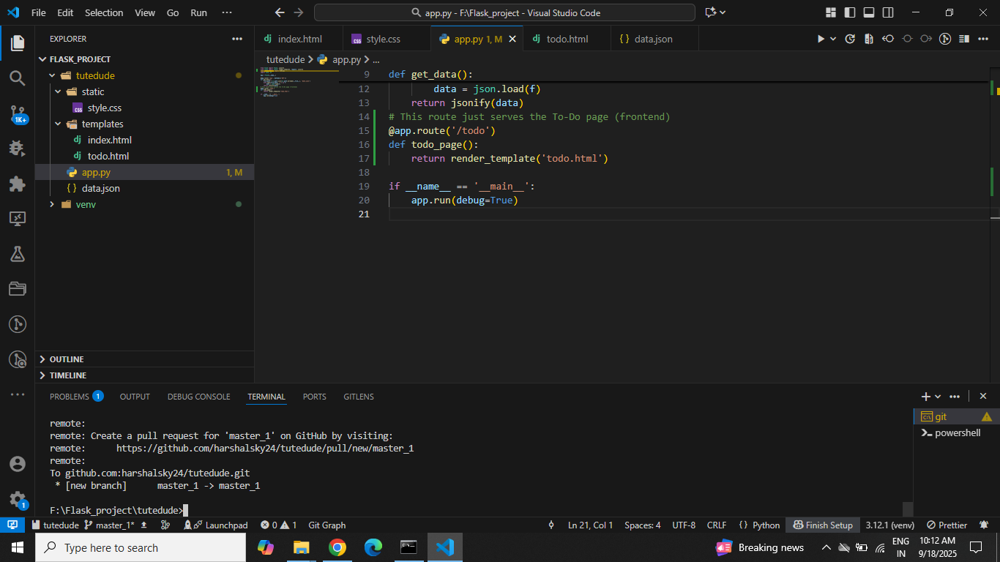 File Edit Selection View Go Run ···
app.py - F:\Flask_project - Visual Studio Code
EXPLORER
FLASK_PROJECT
tutedude
static
style.css
templates
index.html
todo.html
app.py 1, M
data.json
venv
OUTLINE
TIMELINE
1K+
1
index.html style.css app.py 1, M todo.html data.json
tutedude > app.py > ...
9 def get_data():
12 data = json.load(f)
13 return jsonify(data)
14 # This route just serves the To-Do page (frontend)
15 @app.route('/todo')
16 def todo_page():
17 return render_template('todo.html')
18
19 if __name__ == '__main__':
20 app.run(debug=True)
21
PROBLEMS 1 OUTPUT DEBUG CONSOLE TERMINAL PORTS GITLENS
remote:
remote: Create a pull request for 'master_1' on GitHub by visiting:
remote: https://github.com/harshalsky24/tutedude/pull/new/master_1
remote:
To github.com:harshalsky24/tutedude.git
* [new branch] master_1 -> master_1
F:\Flask_project\tutedude>
git
powershell
tutedude master_1* Launchpad 0 1 Git Graph Ln 21, Col 1 Spaces: 4 UTF-8 CRLF {} Python Finish Setup 3.12.1 (venv) Prettier
Type here to search
Breaking news
ENG
IN
10:12 AM
9/18/2025